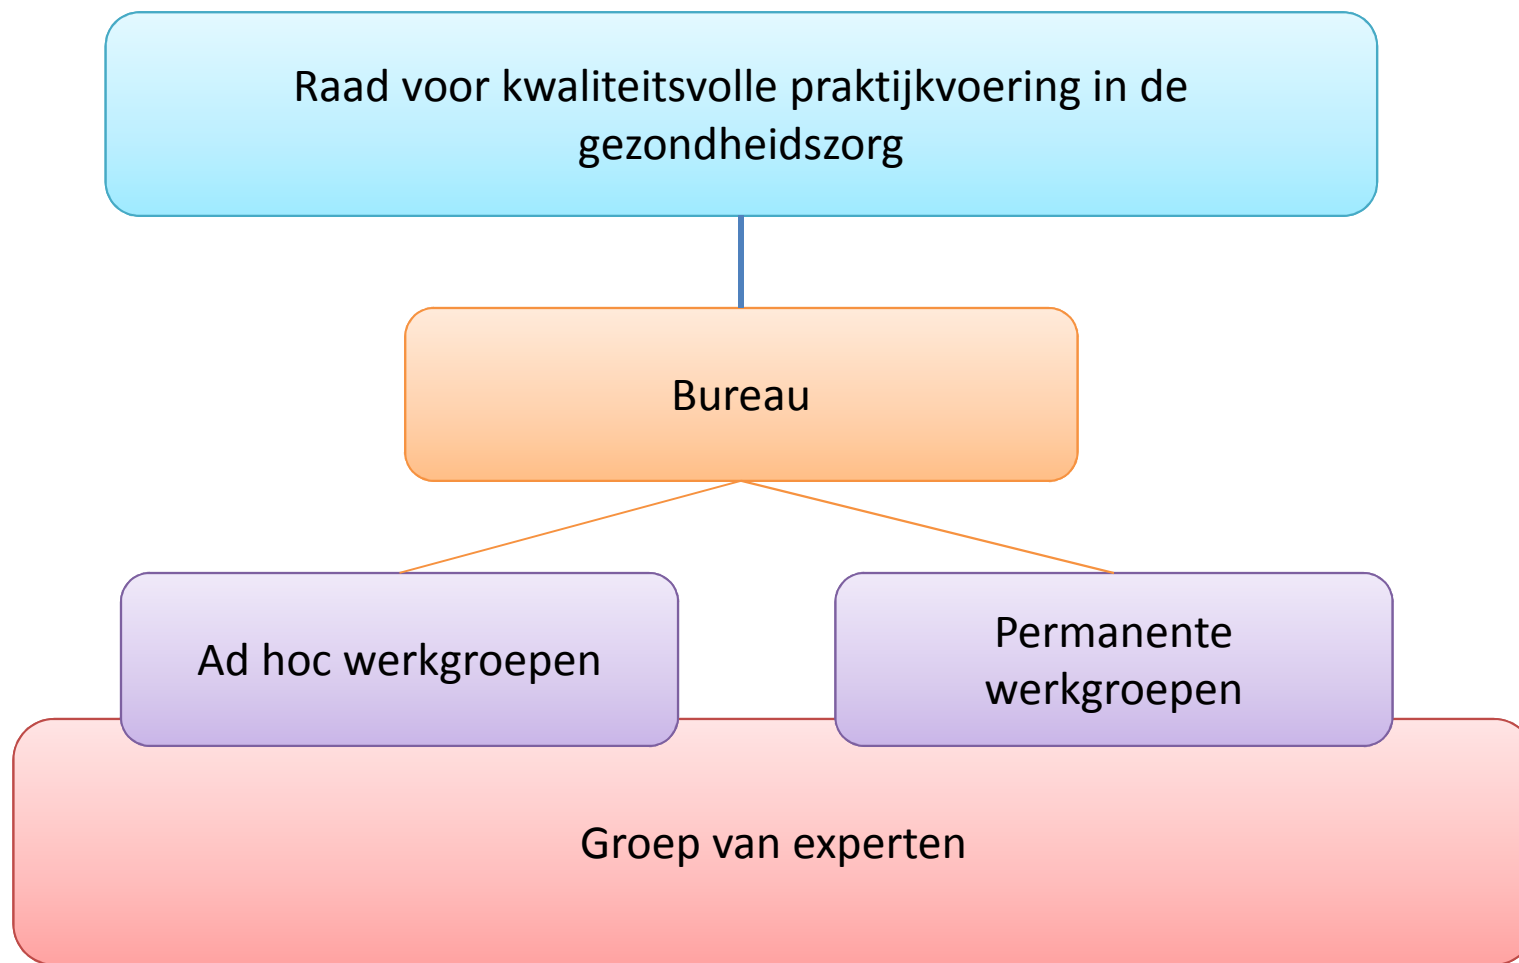 Raad voor kwaliteitsvolle praktijkvoering in de
gezondheidszorg
Bureau
Ad hoc werkgroepen
Permanente
werkgroepen
Groep van experten